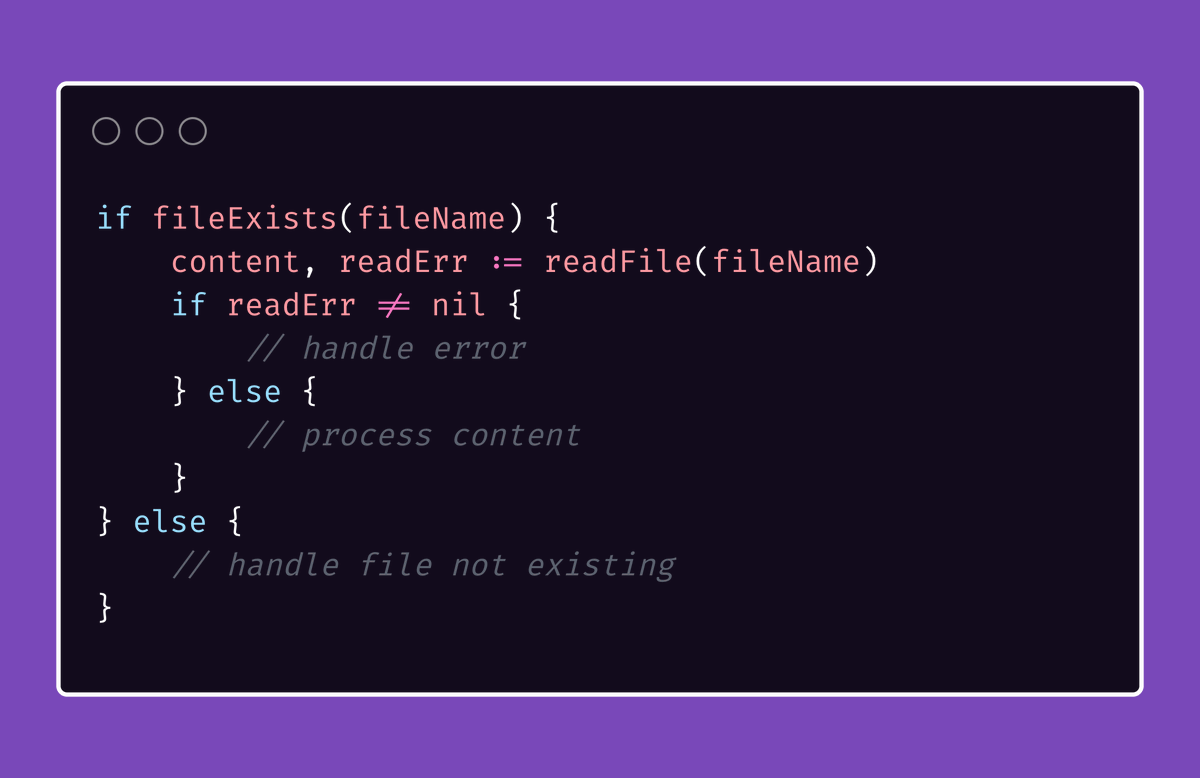 if fileExists(fileName) {
    content, readErr := readFile(fileName)
    if readErr != nil {
        // handle error
    } else {
        // process content
    }
} else {
    // handle file not existing
}